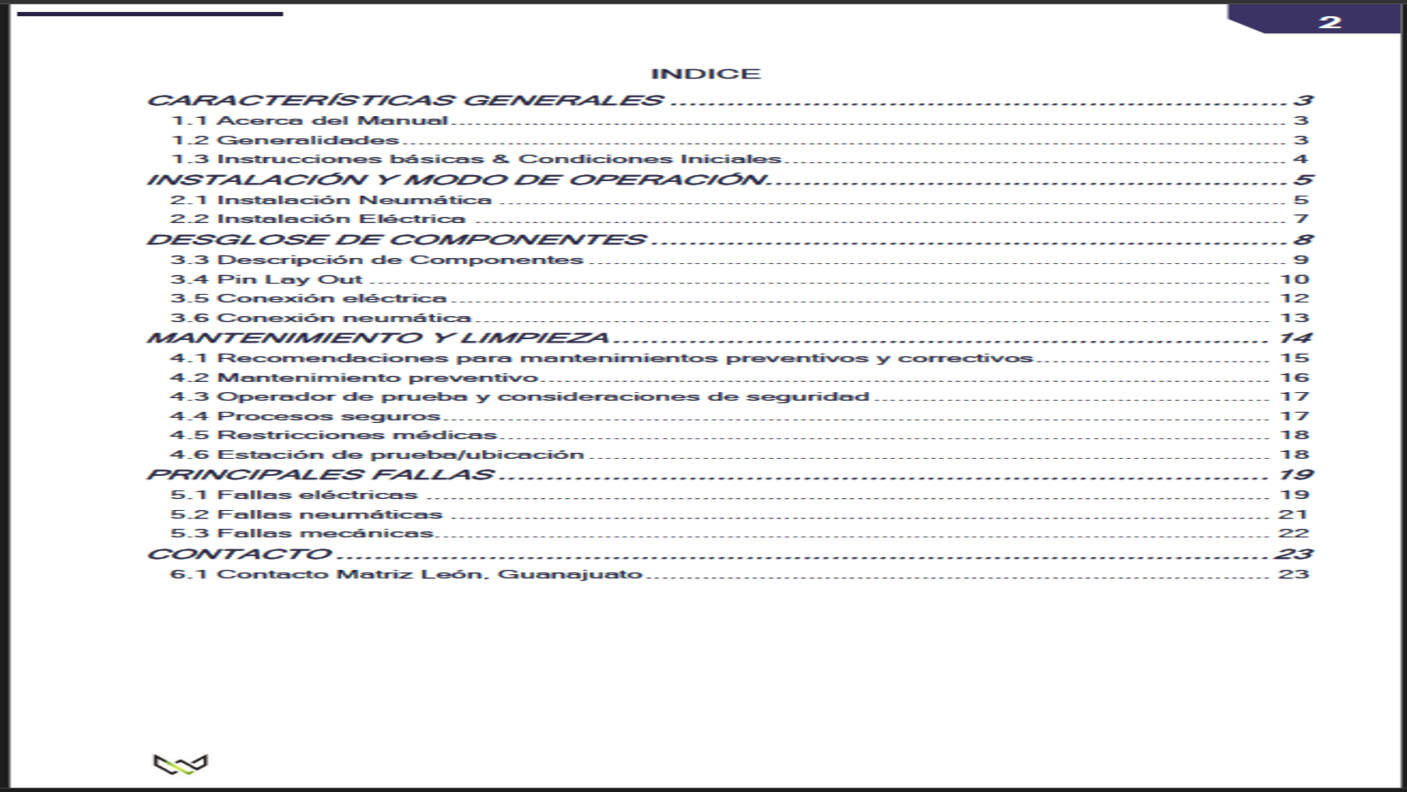 2
INDICE
CARACTERÍSTICAS GENERALES ........ 3
1.1 Acerca del Manual ........ 3
1.2 Generalidades ........ 3
1.3 Instrucciones básicas & Condiciones Iniciales ........ 4
INSTALACIÓN Y MODO DE OPERACIÓN ........ 5
2.1 Instalación Neumática ........ 5
2.2 Instalación Eléctrica ........ 7
DESGLOSE DE COMPONENTES ........ 8
3.3 Descripción de Componentes ........ 9
3.4 Pin Lay Out ........ 10
3.5 Conexión eléctrica ........ 12
3.6 Conexión neumática ........ 13
MANTENIMIENTO Y LIMPIEZA ........ 14
4.1 Recomendaciones para mantenimientos preventivos y correctivos ........ 15
4.2 Mantenimiento preventivo ........ 16
4.3 Operador de prueba y consideraciones de seguridad ........ 17
4.4 Procesos seguros ........ 17
4.5 Restricciones médicas ........ 18
4.6 Estación de prueba/ubicación ........ 18
PRINCIPALES FALLAS ........ 19
5.1 Fallas eléctricas ........ 19
5.2 Fallas neumáticas ........ 21
5.3 Fallas mecánicas ........ 22
CONTACTO ........ 23
6.1 Contacto Matriz León, Guanajuato ........ 23